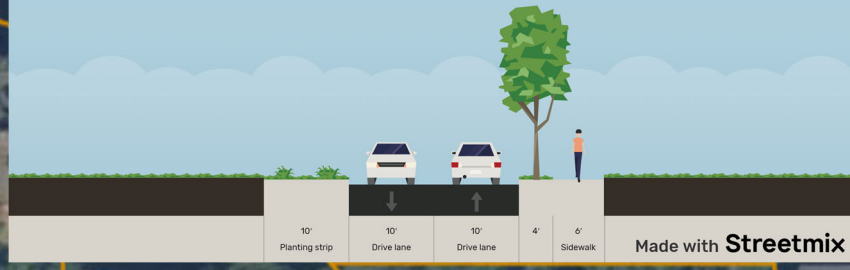 10' 10' 10' 4' 6'
Planting strip Drive lane Drive lane Sidewalk
Made with Streetmix